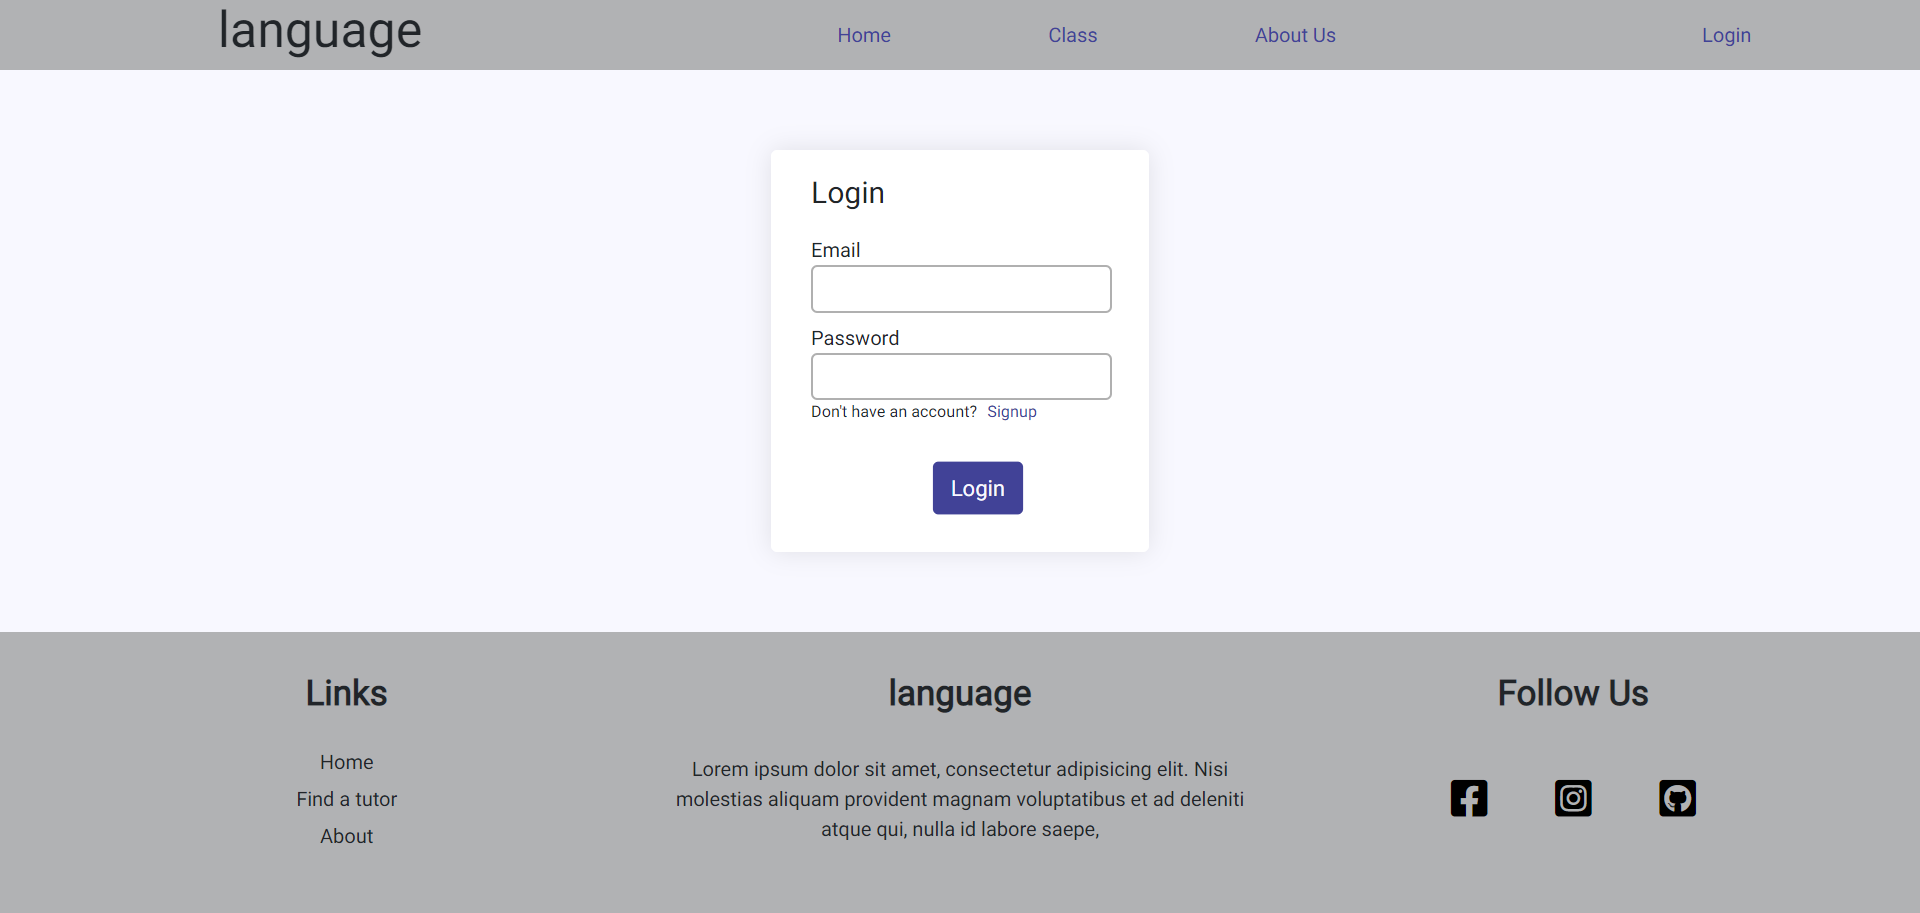 language
Home
Class
About Us
Login
Login
Email
Password
Don't have an account? Signup
Login
Links
Home
Find a tutor
About
language
Lorem ipsum dolor sit amet, consectetur adipisicing elit. Nisi
molestias aliquam provident magnam voluptatibus et ad deleniti
atque qui, nulla id labore saepe,
Follow Us